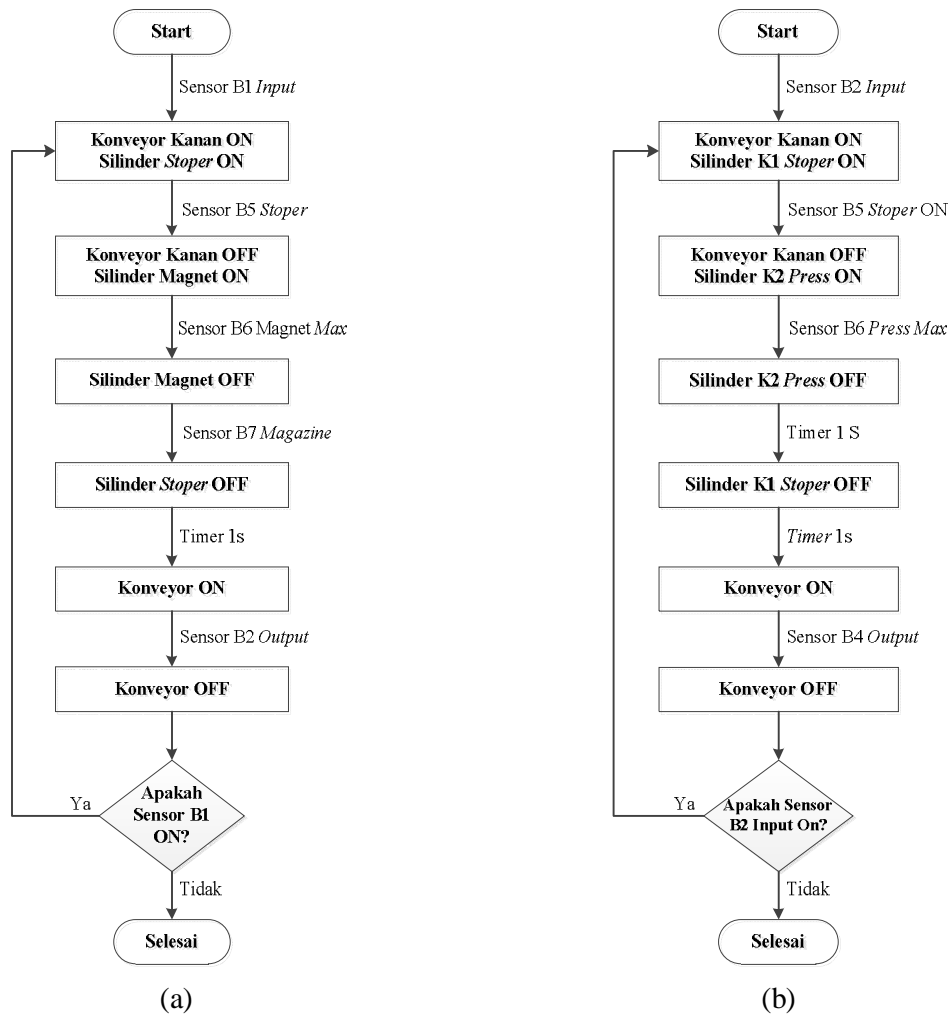 Start
Sensor B1 Input
Konveyor Kanan ON
Silinder Stoper ON
Sensor B5 Stoper
Konveyor Kanan OFF
Silinder Magnet ON
Sensor B6 Magnet Max
Silinder Magnet OFF
Sensor B7 Magazine
Silinder Stoper OFF
Timer 1s
Konveyor ON
Sensor B2 Output
Konveyor OFF
Apakah
Sensor B1
ON?
Ya
Tidak
Selesai
(a)
Start
Sensor B2 Input
Konveyor Kanan ON
Silinder K1 Stoper ON
Sensor B5 Stoper ON
Konveyor Kanan OFF
Silinder K2 Press ON
Sensor B6 Press Max
Silinder K2 Press OFF
Timer 1 S
Silinder K1 Stoper OFF
Timer 1s
Konveyor ON
Sensor B4 Output
Konveyor OFF
Apakah Sensor
B2 Input On?
Ya
Tidak
Selesai
(b)